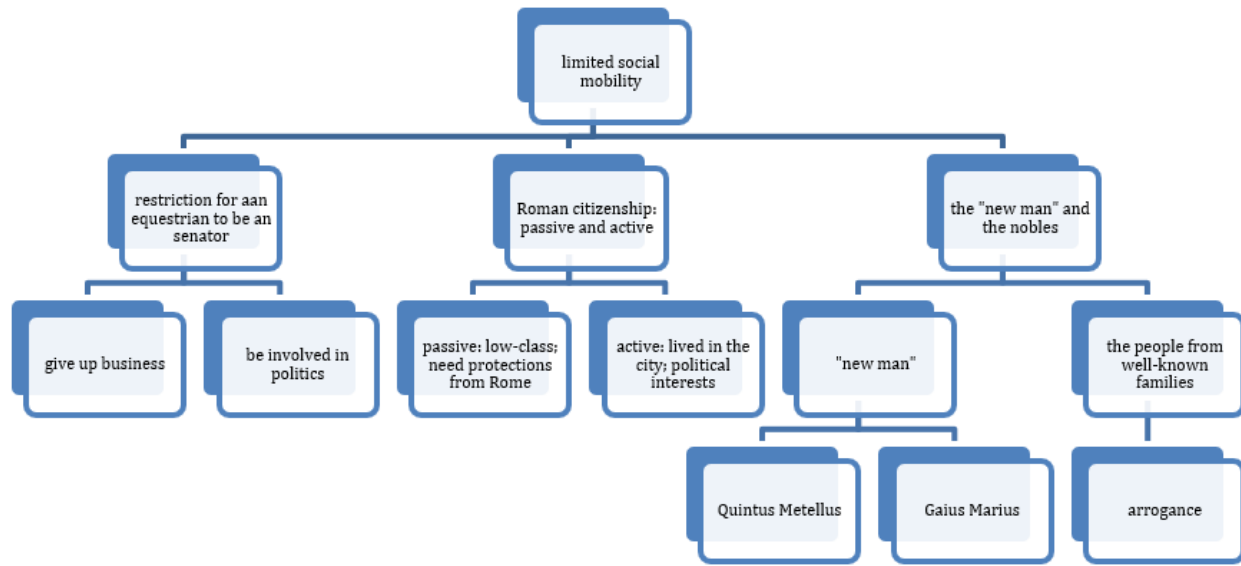 limited social
mobility
restriction for aan
equestrian to be an
senator
Roman citizenship:
passive and active
the "new man" and
the nobles
give up business
be involved in
politics
passive: low-class;
need protections
from Rome
active: lived in the
city; political
interests
"new man"
the people from
well-known
families
Quintus Metellus
Gaius Marius
arrogance